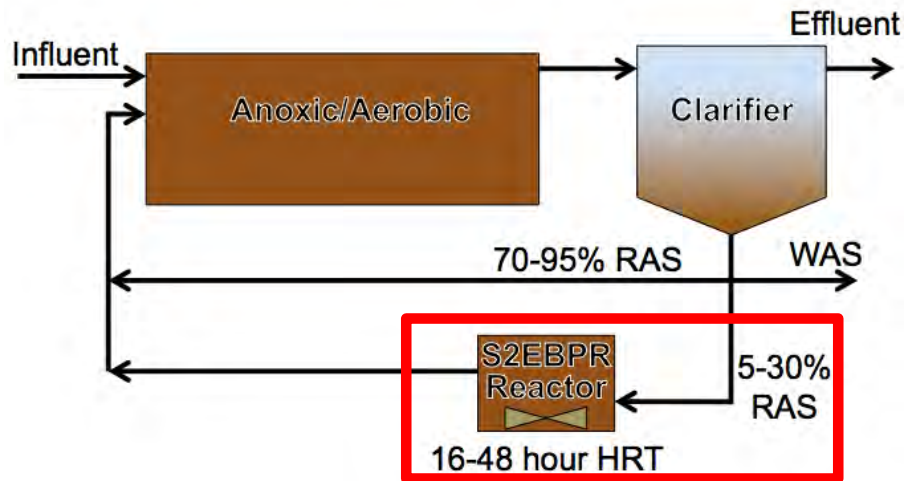 Influent
Effluent
Anoxic/Aerobic
Clarifier
70-95% RAS
WAS
S2EBPR
Reactor
5-30%
RAS
16-48 hour HRT